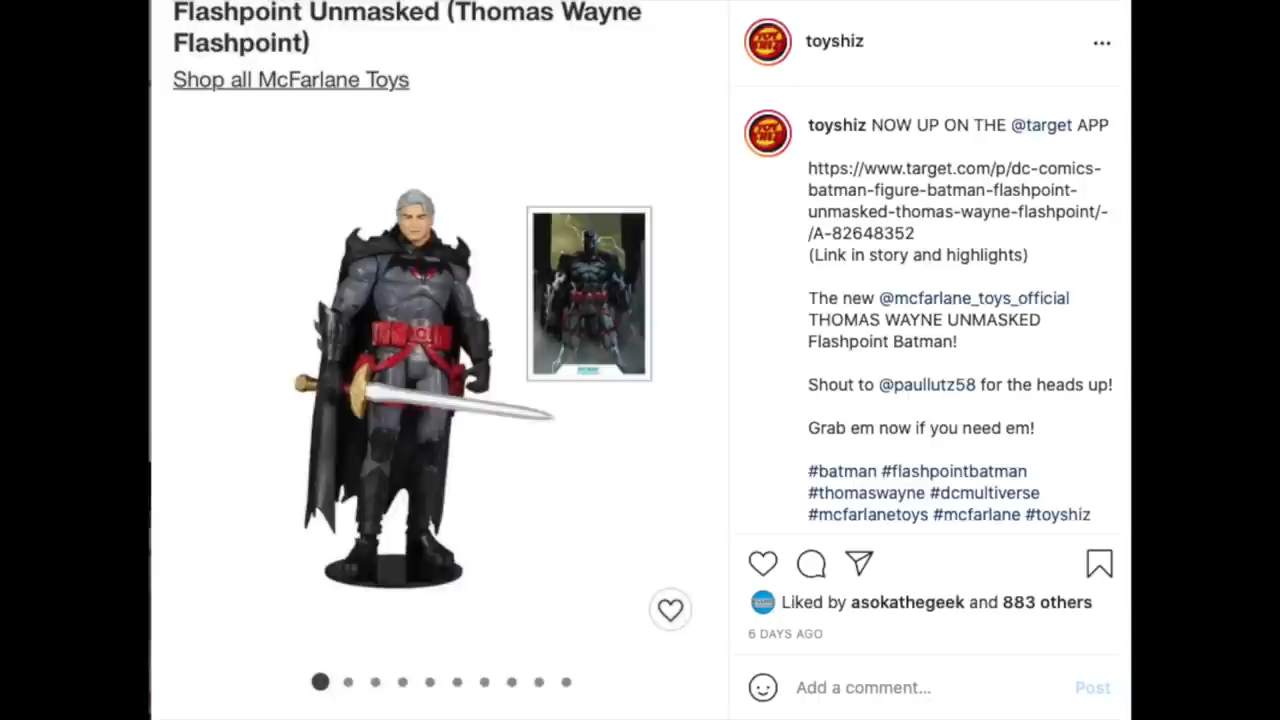 Flashpoint Unmasked (Thomas Wayne
Flashpoint)
Shop all McFarlane Toys
toyshiz
toyshiz NOW UP ON THE @target APP
https://www.target.com/p/dc-comics-
batman-figure-batman-flashpoint-
unmasked-thomas-wayne-flashpoint/-
/A-82648352
(Link in story and highlights)
The new @mcfarlane_toys_official
THOMAS WAYNE UNMASKED
Flashpoint Batman!
Shout to @paullutz58 for the heads up!
Grab em now if you need em!
#batman #flashpointbatman
#thomaswayne #dcmultiverse
#mcfarlanetoys #mcfarlane #toyshiz
Liked by asokathegeek and 883 others
6 DAYS AGO
Add a comment...
Post